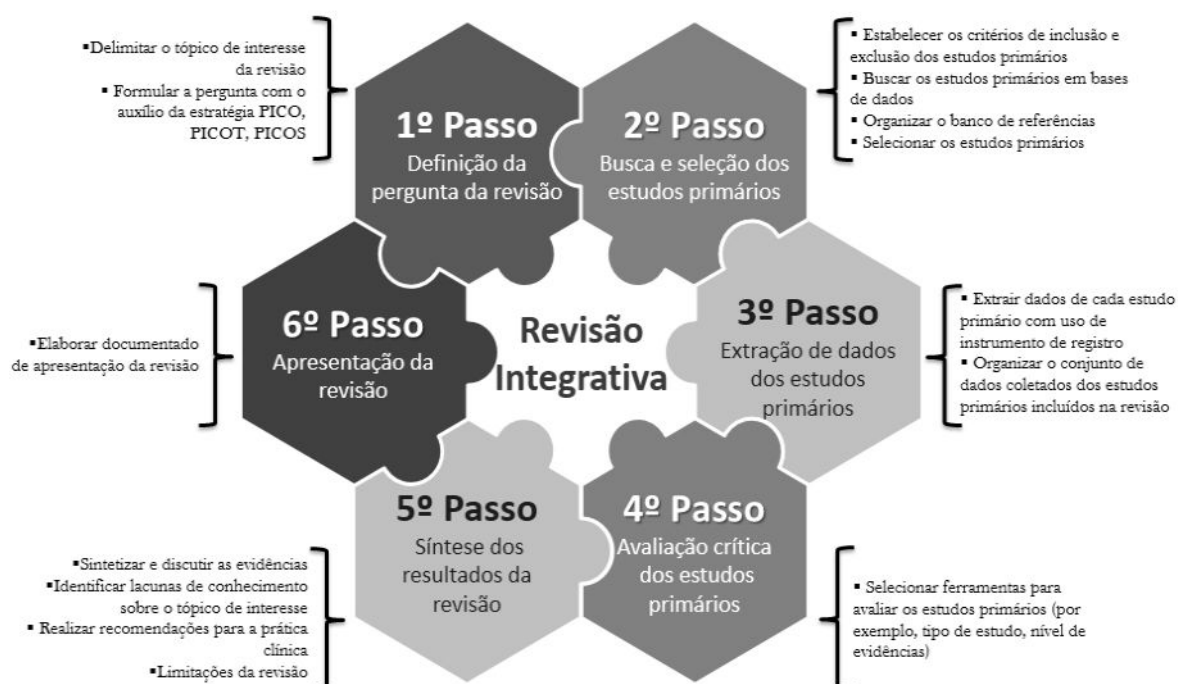 ▪Delimitar o tópico de interesse
da revisão
▪ Formular a pergunta com o
auxílio da estratégia PICO,
PICOT, PICOS
1º Passo
Definição da
pergunta da revisão
2º Passo
Busca e seleção dos
estudos primários
▪ Estabelecer os critérios de inclusão e
exclusão dos estudos primários
▪ Buscar os estudos primários em bases
de dados
▪ Organizar o banco de referências
▪ Selecionar os estudos primários
3º Passo
Extração de dados
dos estudos
primários
▪ Extrair dados de cada estudo
primário com uso de
instrumento de registro
▪ Organizar o conjunto de
dados coletados dos estudos
primários incluídos na revisão
Revisão
Integrativa
▪Elaborar documentado
de apresentação da revisão
6º Passo
Apresentação da
revisão
4º Passo
Avaliação crítica
dos estudos
primários
▪ Selecionar ferramentas para
avaliar os estudos primários (por
exemplo, tipo de estudo, nível de
evidências)
5º Passo
Síntese dos
resultados da
revisão
▪Sintetizar e discutir as evidências
▪Identificar lacunas de conhecimento
sobre o tópico de interesse
▪ Realizar recomendações para a prática
clínica
▪Limitações da revisão